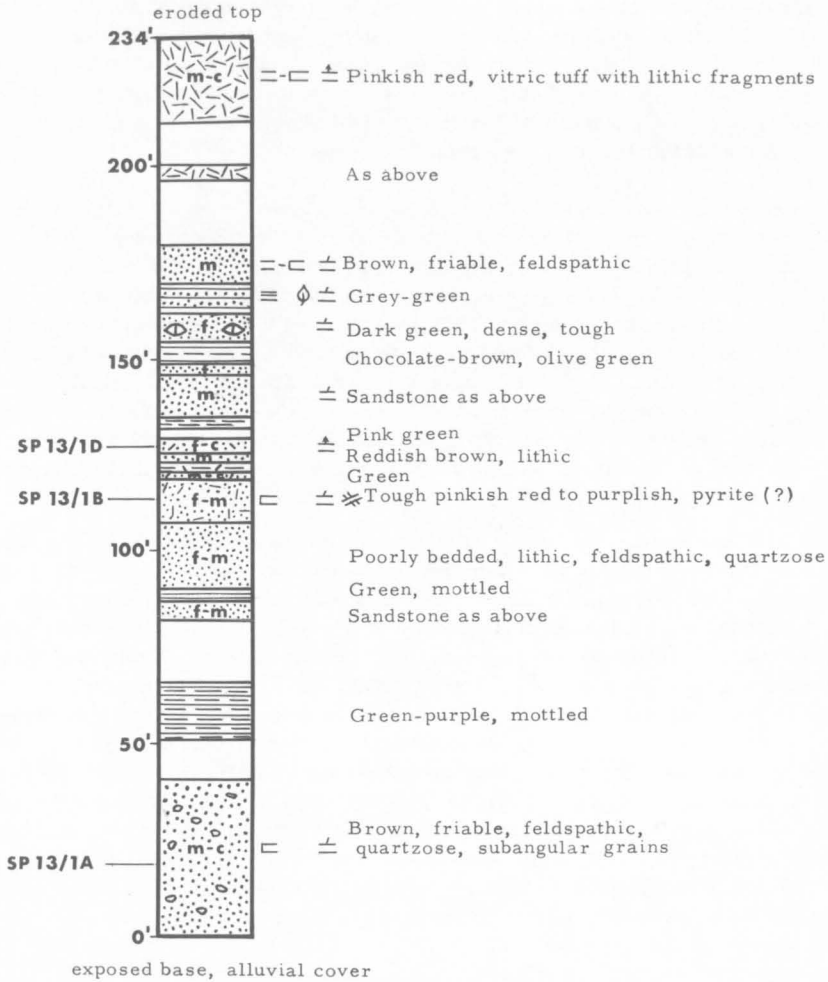 eroded top
234'
m-c Pinkish red, vitric tuff with lithic fragments
200'
As above
m Brown, friable, feldspathic
Grey-green
f Dark green, dense, tough
150' Chocolate-brown, olive green
f
m Sandstone as above
Pink green
SP 13/1D f-c
m Reddish brown, lithic
Green
SP 13/1B f-m Tough pinkish red to purplish, pyrite (?)
100' f-m Poorly bedded, lithic, feldspathic, quartzose
Green, mottled
f-m Sandstone as above
Green-purple, mottled
50'
Brown, friable, feldspathic,
m-c quartzose, subangular grains
SP 13/1A
0'
exposed base, alluvial cover